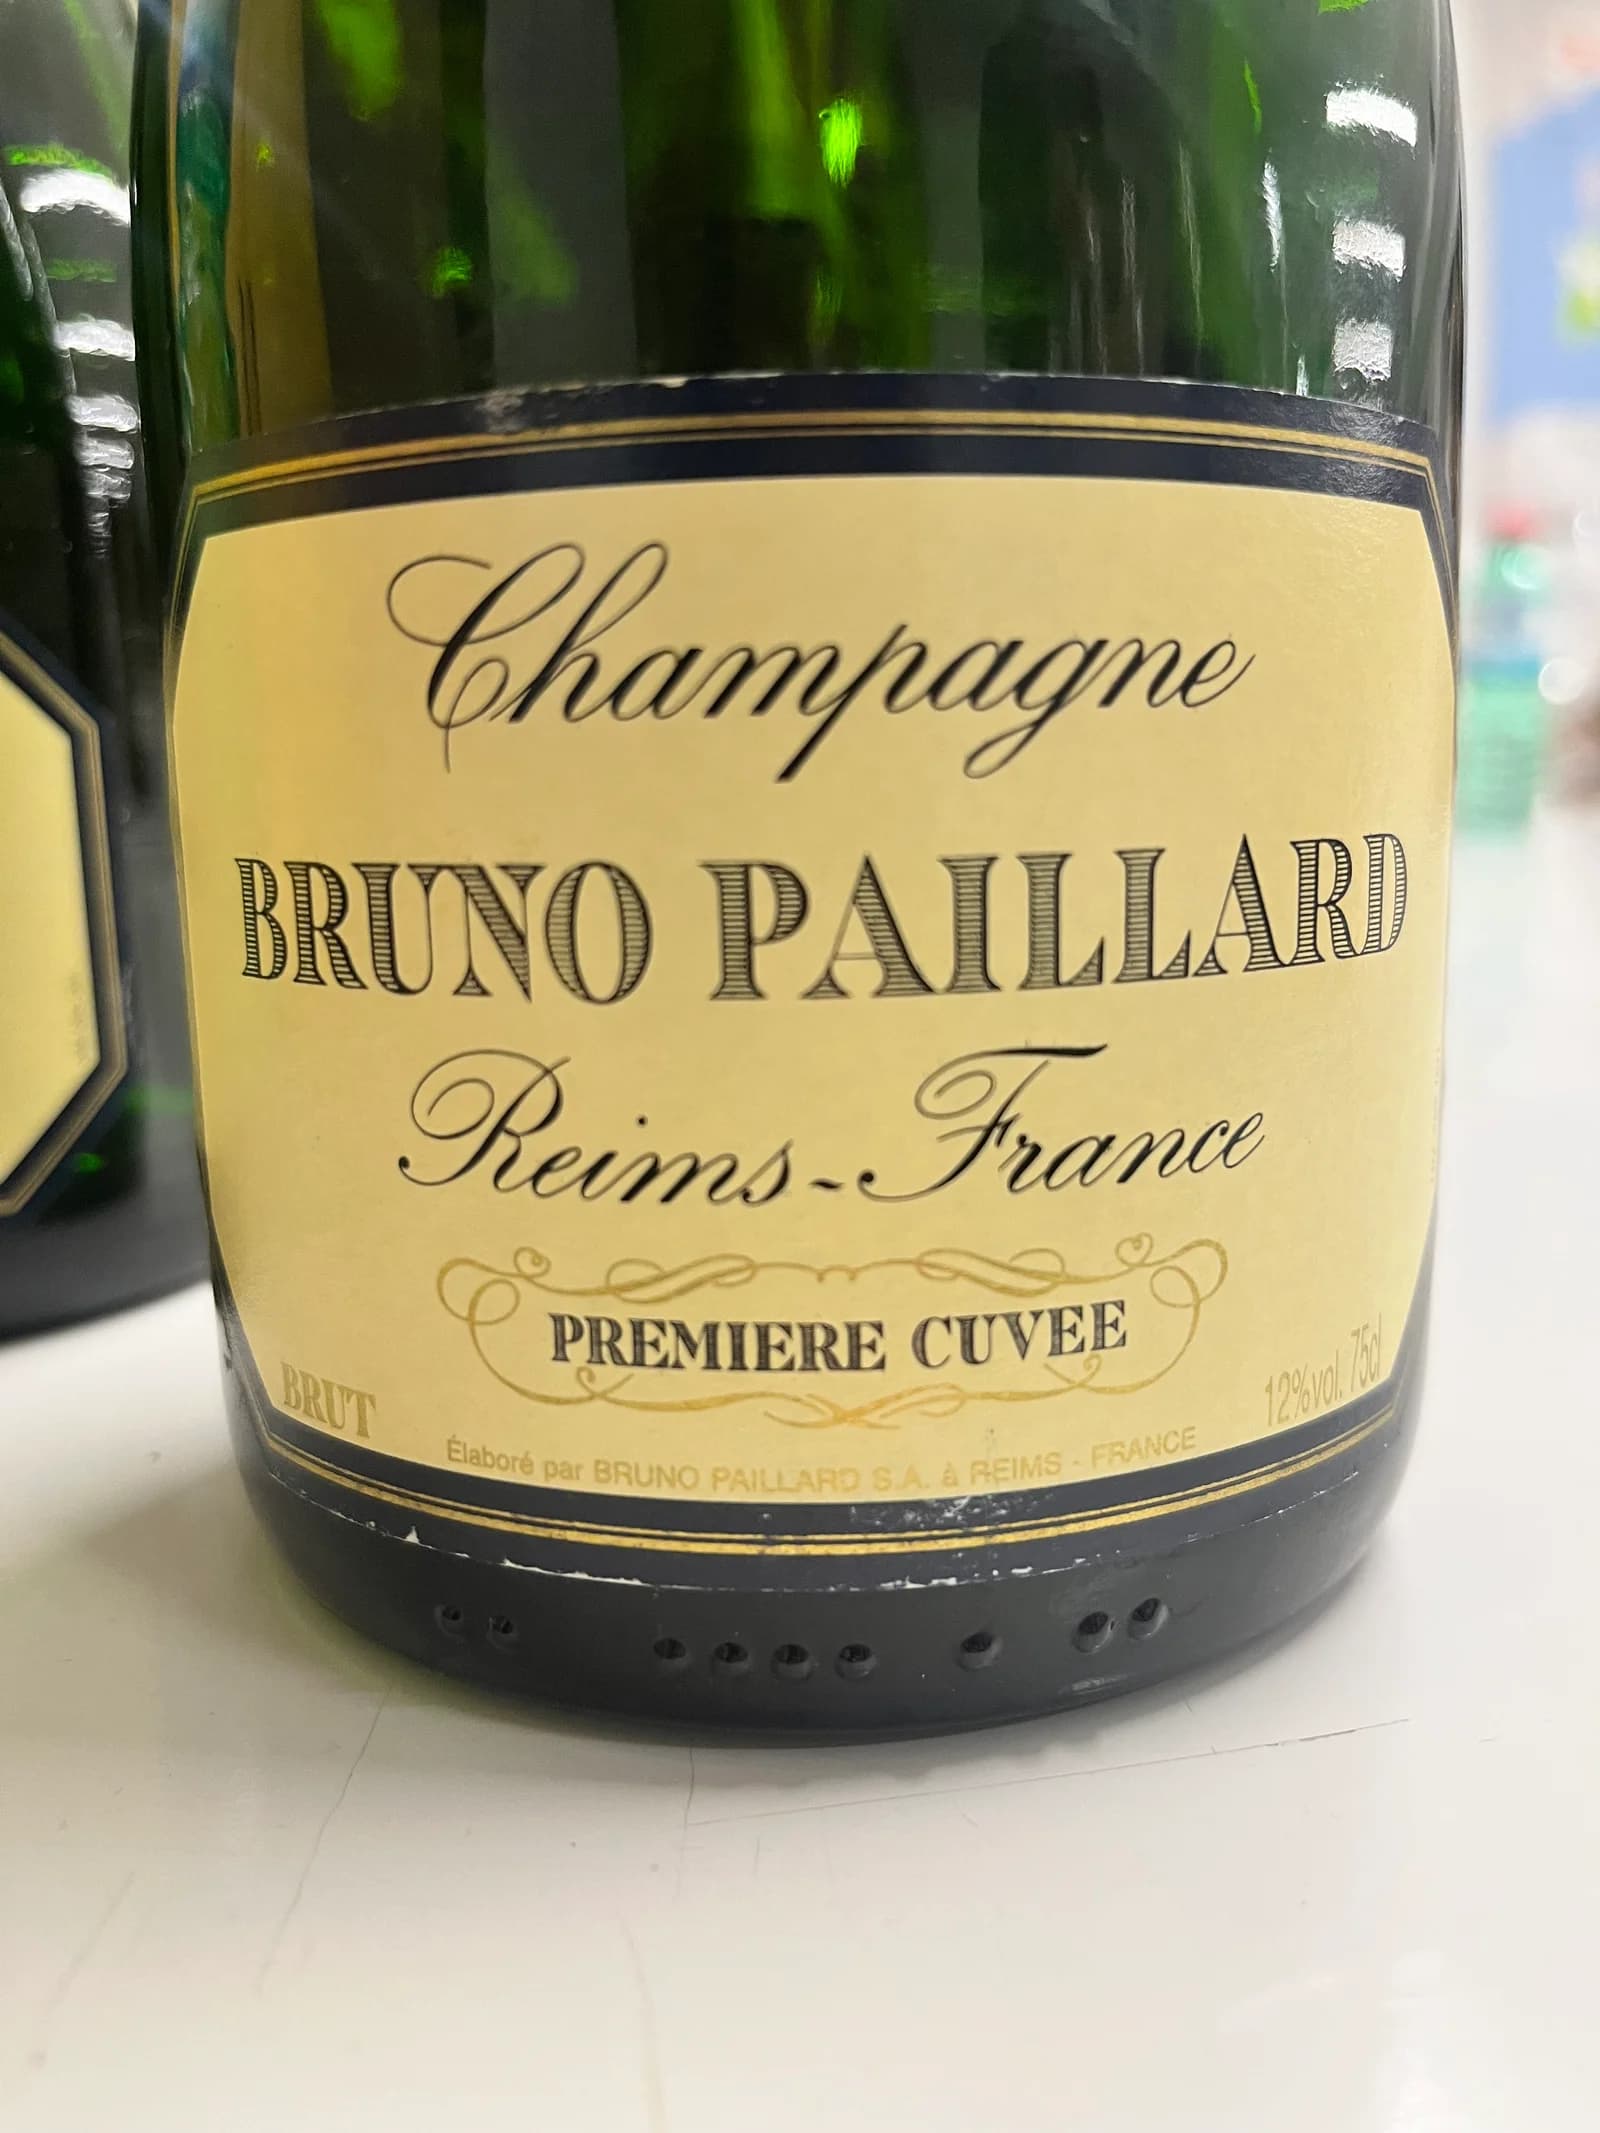 Champagne
BRUNO PAILLARD
Reims-France
PREMIERE CUVEE
BRUT
12%vol. 75cl
Élaboré par BRUNO PAILLARD S.A. à REIMS - FRANCE